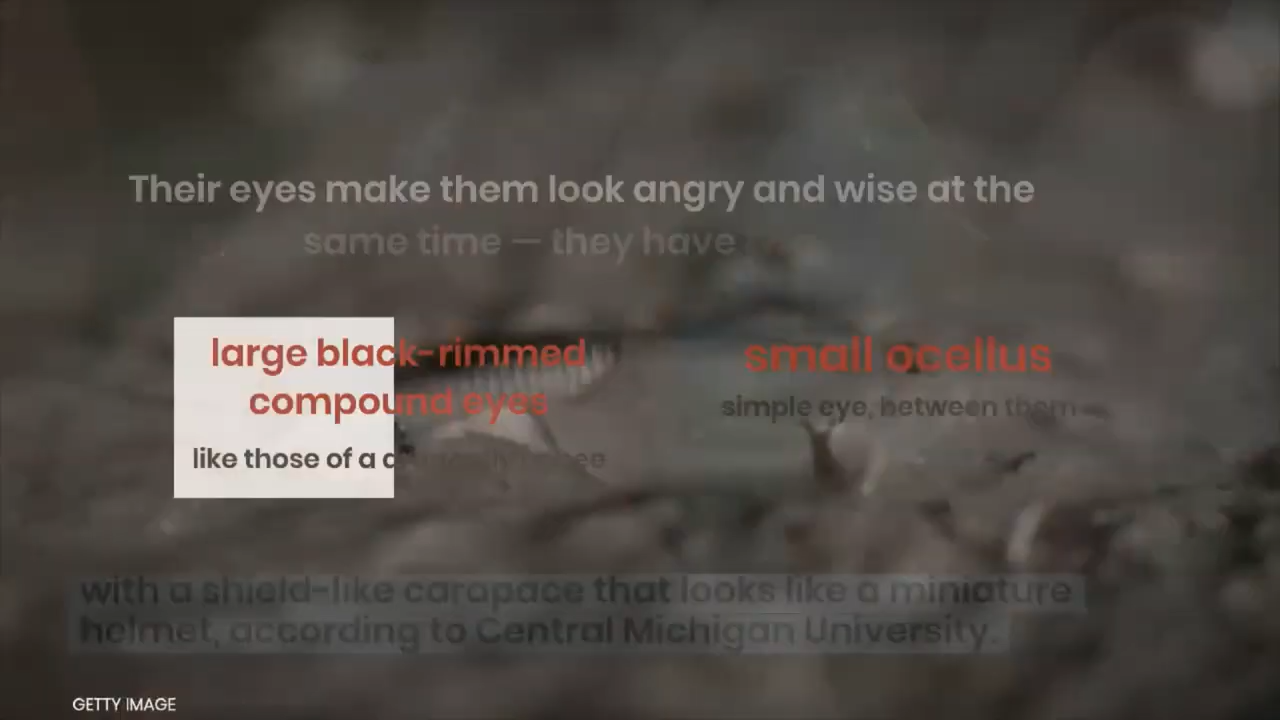 Their eyes make them look angry and wise at the
same time — they have
large black-rimmed
compound eyes
like those of a
small ocellus
simple eye, between them
with a shield-like carapace that looks like a miniature
helmet, according to Central Michigan University.
GETTY IMAGE